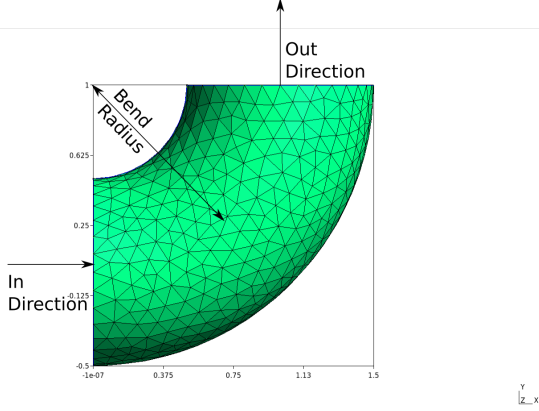 Out
Direction
1
Bend
Radius
0.625
0.25
In
Direction
-0.125
-0.5
-1e-07 0.375 0.75 1.13 1.5
Y
Z X